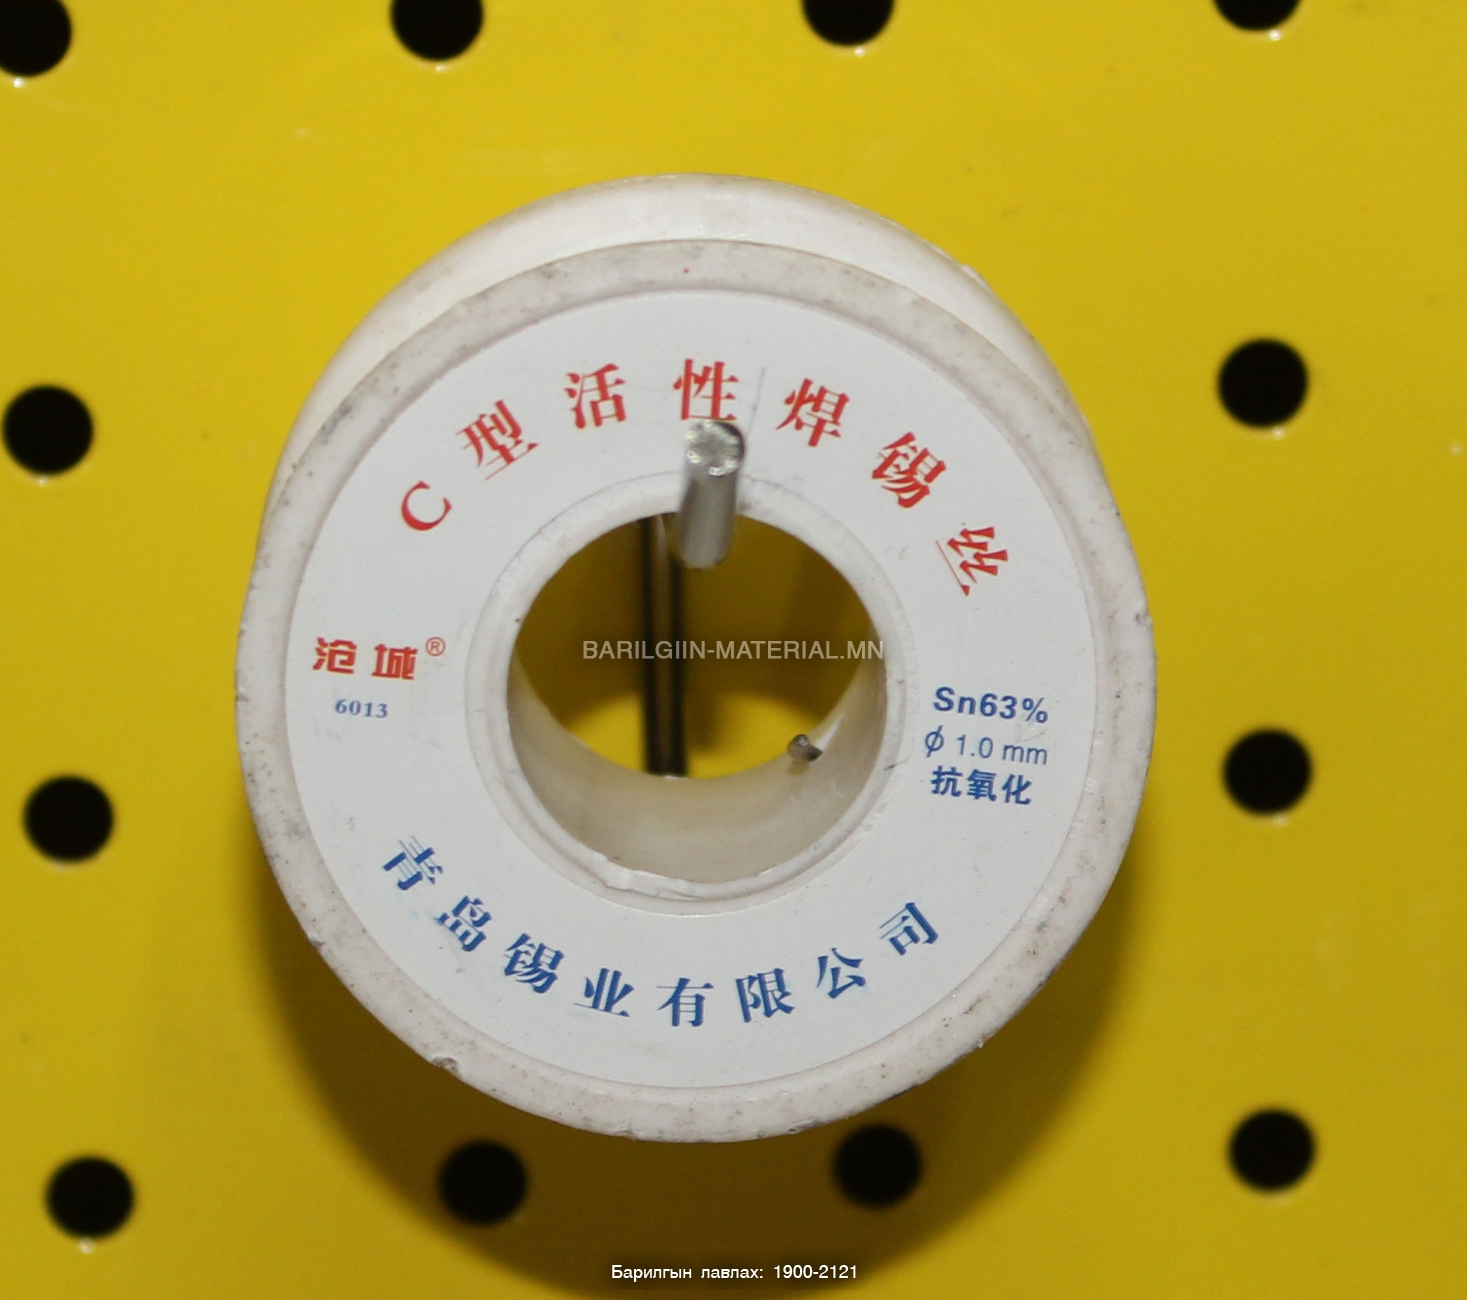 C型活性焊锡丝
沧城®
6013
BARILGIIN-MATERIAL.MN
Sn63%
ϕ 1.0 mm
抗氧化
青岛锡业有限公司
Барилгын лавлах: 1900-2121